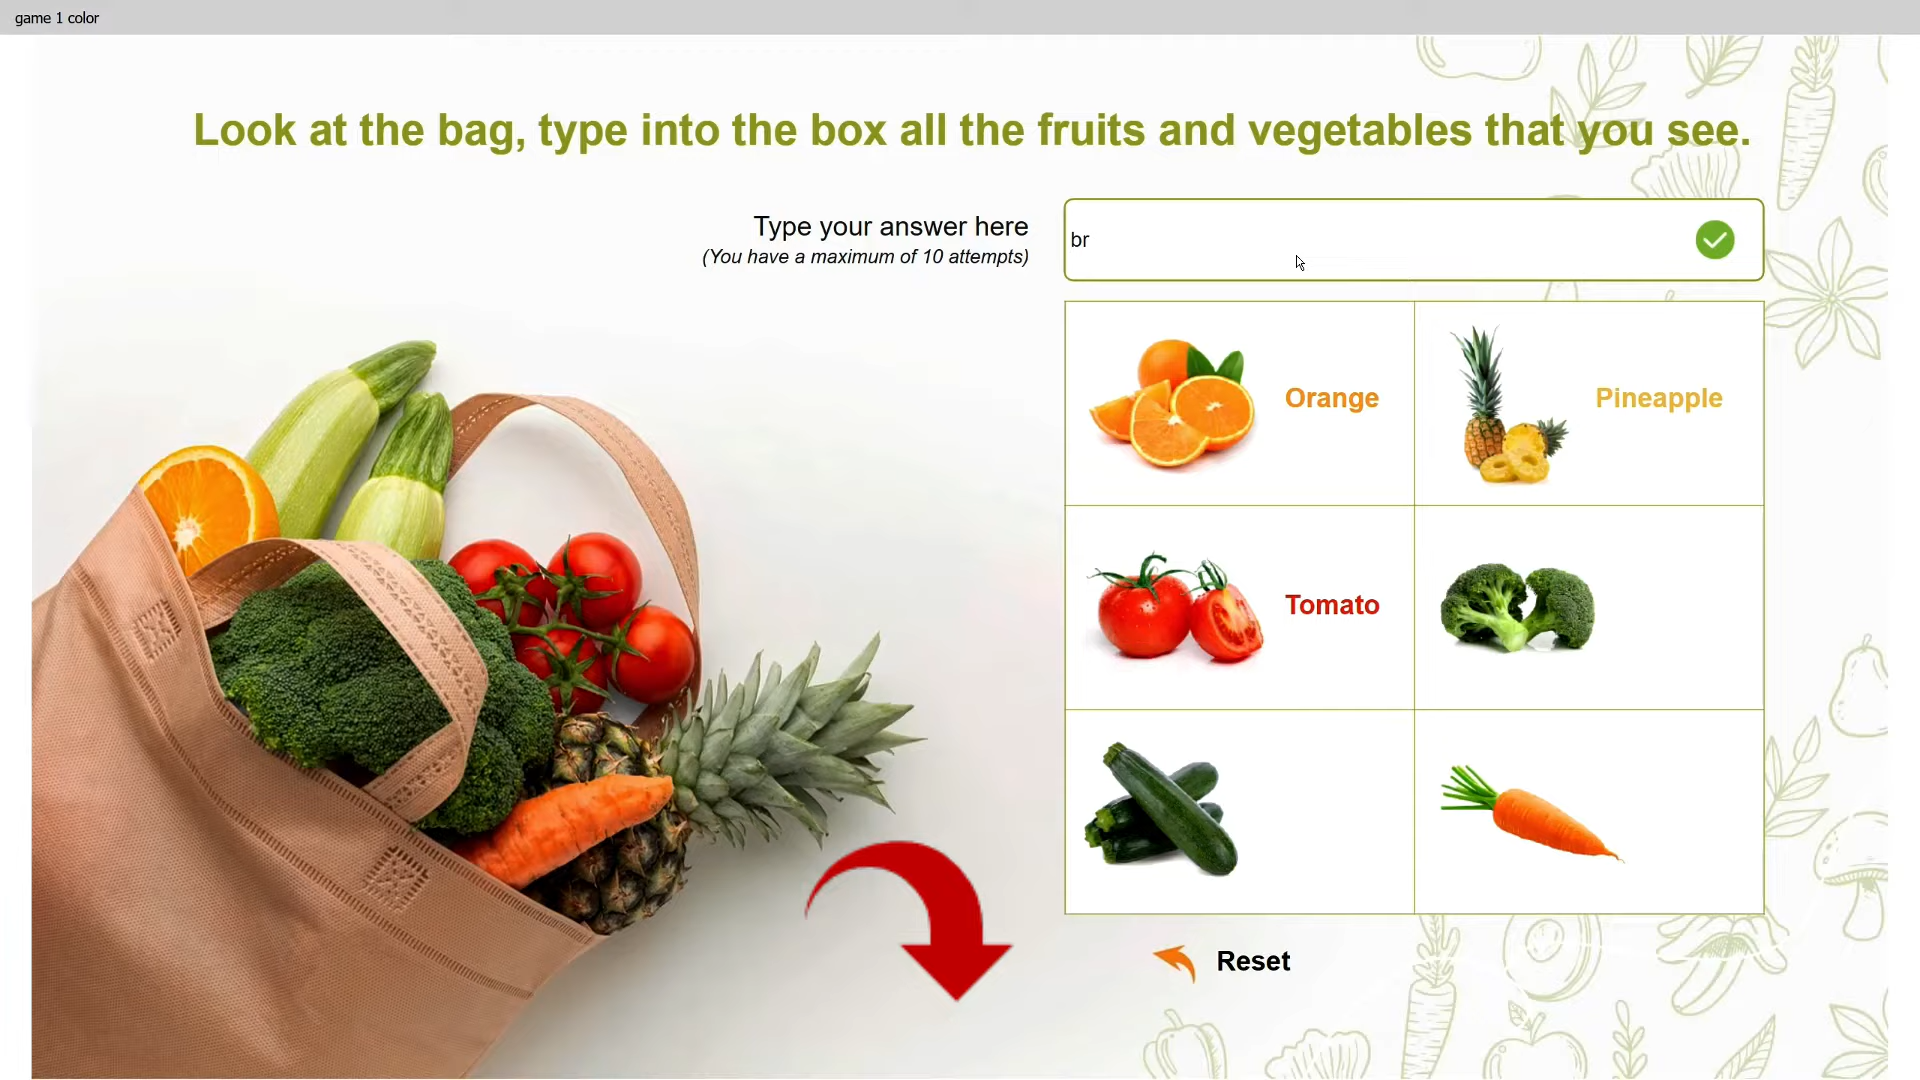 game 1 color
Look at the bag, type into the box all the fruits and vegetables that you see.
Type your answer here
(You have a maximum of 10 attempts)
br
Orange
Pineapple
Tomato
Reset